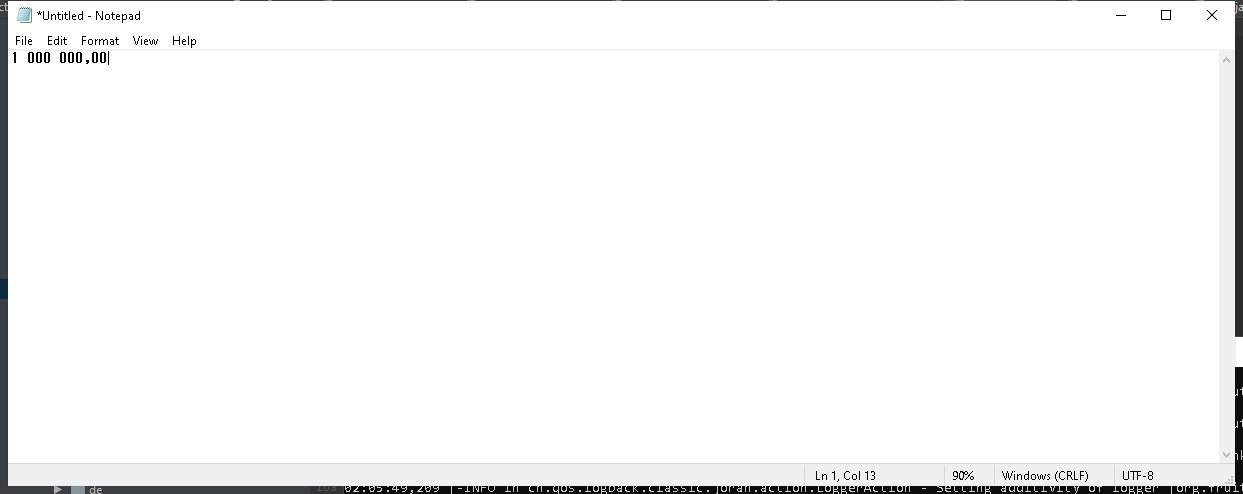 *Untitled - Notepad
File Edit Format View Help
1 000 000,00
Ln 1, Col 13 90% Windows (CRLF) UTF-8
de
02:05:49,209 |-INFO in ch.qos.logback.classic.joran.action.LoggerAction - Setting additivity of logger [org.